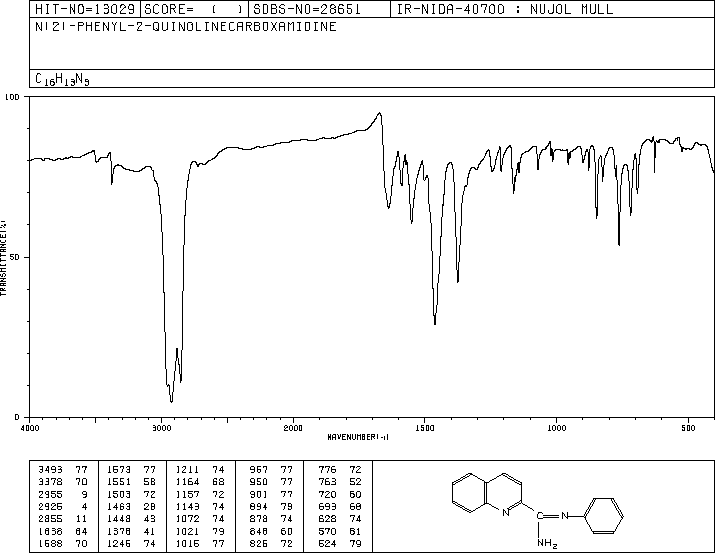 HIT-NO=13029 SCORE= ( ) SDBS-NO=28651 IR-NIDA-40700 : NUJOL MULL
N(2)-PHENYL-2-QUINOLINECARBOXAMIDINE
C16H13N3
100
50
0
TRANSMITTANCE(%)
4000 3000 2000 1500 1000 500
WAVENUMBER(-1)
3493 77 1573 77 1211 74 967 77 776 72
3378 70 1551 58 1164 68 950 77 763 52
2955 9 1503 72 1157 72 901 77 720 60
2925 4 1463 28 1143 74 894 79 693 68
2855 11 1448 43 1072 74 878 74 628 74
1638 64 1378 41 1021 79 848 60 570 81
1588 70 1245 74 1015 77 825 72 524 79
N C N
NH2